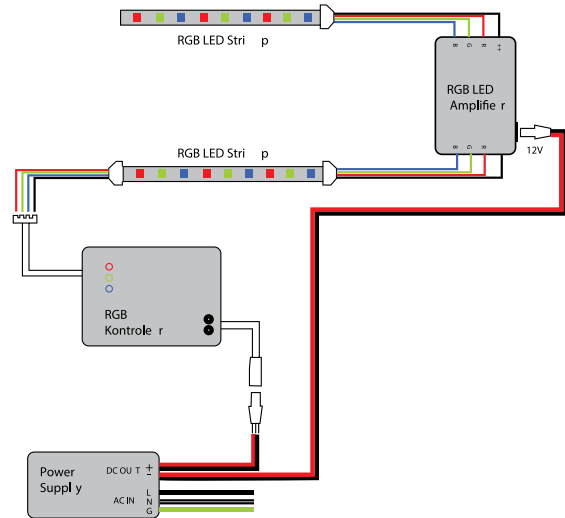 RGB LED Stri p
B G R ++
RGB LED
Amplifie r
12V
B G R
RGB LED Stri p
RGB
Kontrole r
Power
Suppl y
DC OU T + -
AC IN L
N
G